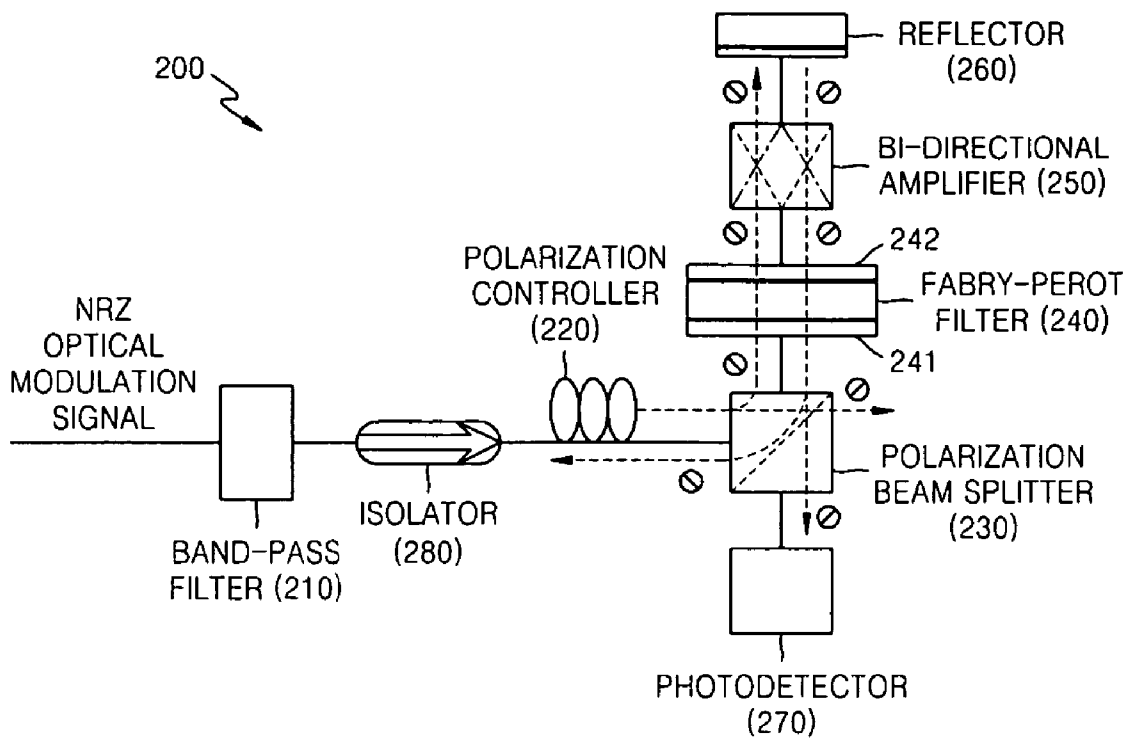 200
REFLECTOR
(260)
BI-DIRECTIONAL
AMPLIFIER (250)
242
FABRY-PEROT
FILTER (240)
241
POLARIZATION
CONTROLLER
(220)
NRZ
OPTICAL
MODULATION
SIGNAL
BAND-PASS
FILTER (210)
ISOLATOR
(280)
POLARIZATION
BEAM SPLITTER
(230)
PHOTODETECTOR
(270)